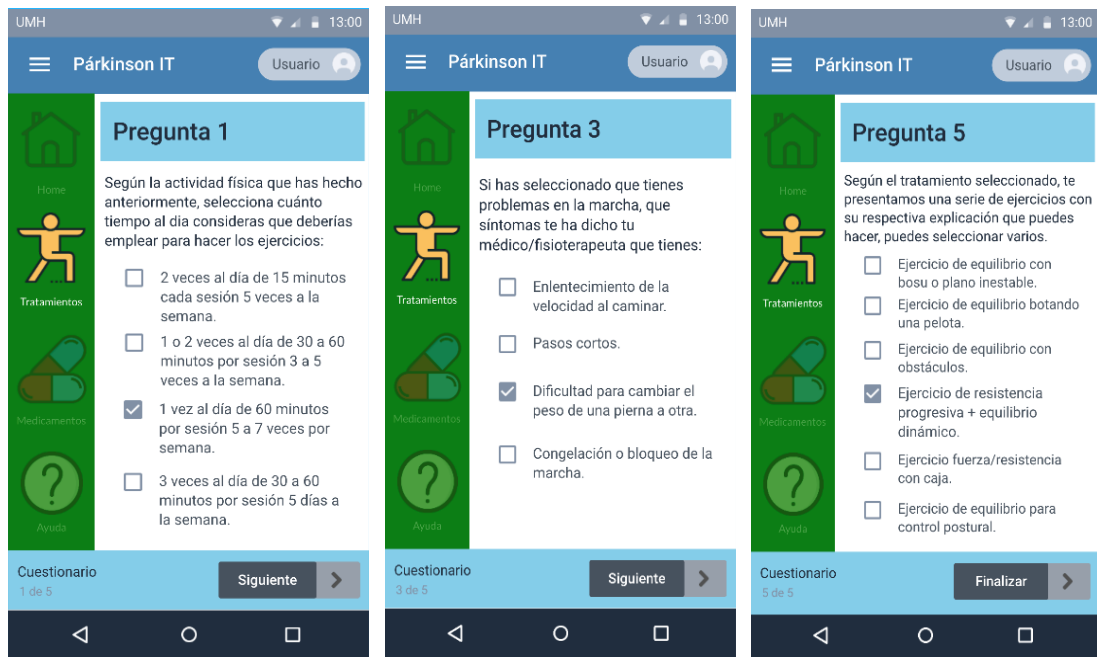 UMH
13:00
Párkinson IT
Usuario
Pregunta 1
Home
Tratamientos
Medicamentos
Ayuda
Según la actividad física que has hecho
anteriormente, selecciona cuánto
tiempo al dia consideras que deberías
emplear para hacer los ejercicios:
2 veces al día de 15 minutos
cada sesión 5 veces a la
semana.
1 o 2 veces al día de 30 a 60
minutos por sesión 3 a 5
veces a la semana.
1 vez al día de 60 minutos
por sesión 5 a 7 veces por
semana.
3 veces al día de 30 a 60
minutos por sesión 5 días a
la semana.
Cuestionario
1 de 5
Siguiente
UMH
13:00
Párkinson IT
Usuario
Pregunta 3
Home
Tratamientos
Medicamentos
Ayuda
Si has seleccionado que tienes
problemas en la marcha, que
síntomas te ha dicho tu
médico/fisioterapeuta que tienes:
Enlentecimiento de la
velocidad al caminar.
Pasos cortos.
Dificultad para cambiar el
peso de una pierna a otra.
Congelación o bloqueo de la
marcha.
Cuestionario
3 de 5
Siguiente
UMH
13:00
Párkinson IT
Usuario
Pregunta 5
Home
Tratamientos
Medicamentos
Ayuda
Según el tratamiento seleccionado, te
presentamos una serie de ejercicios con
su respectiva explicación que puedes
hacer, puedes seleccionar varios.
Ejercicio de equilibrio con
bosu o plano inestable.
Ejercicio de equilibrio botando
una pelota.
Ejercicio de equilibrio con
obstáculos.
Ejercicio de resistencia
progresiva + equilibrio
dinámico.
Ejercicio fuerza/resistencia
con caja.
Ejercicio de equilibrio para
control postural.
Cuestionario
5 de 5
Finalizar